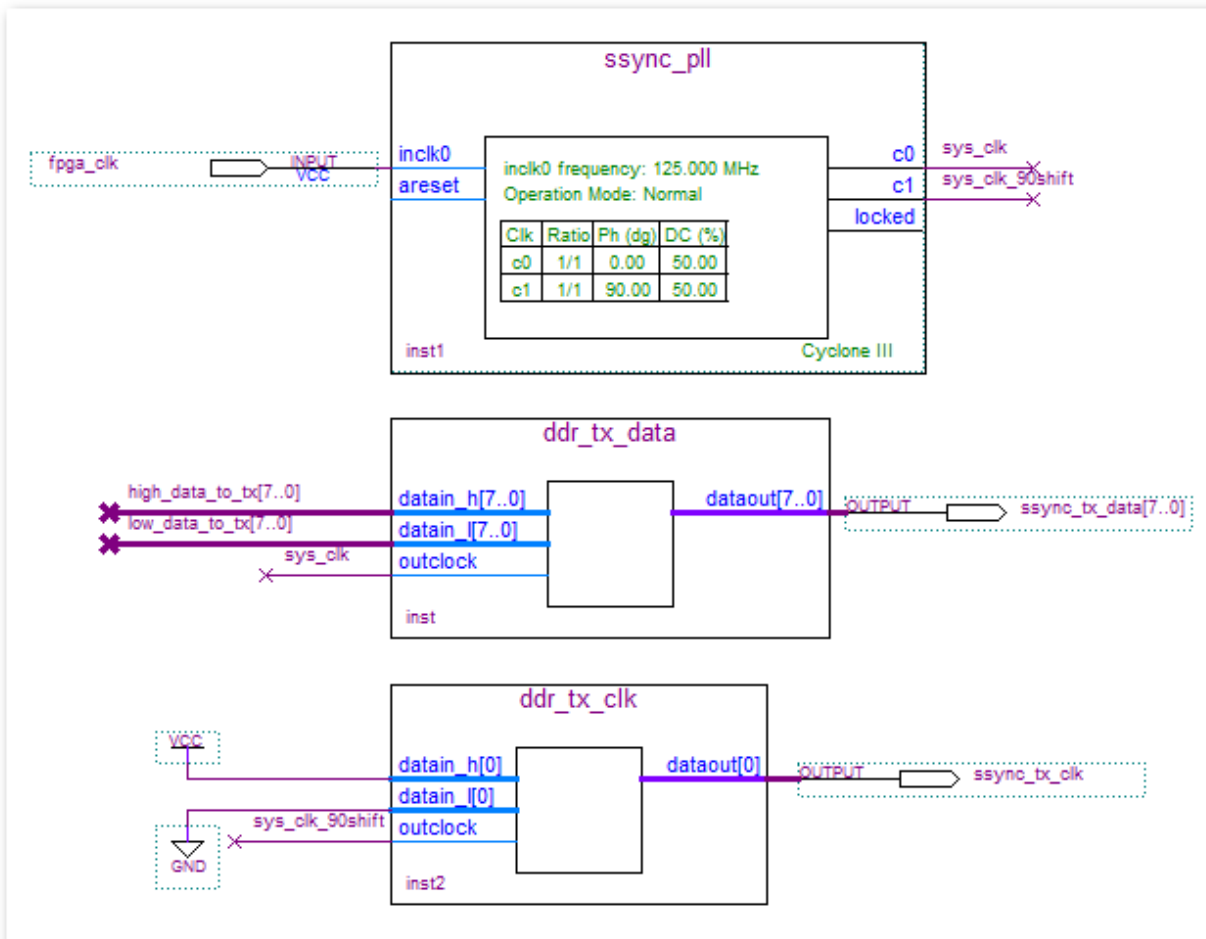 ssync_pll
fpga_clk
INPUT
VCC
inclk0
areset
inclk0 frequency: 125.000 MHz
Operation Mode: Normal
Clk Ratio Ph (dg) DC (%)
c0 1/1 0.00 50.00
c1 1/1 90.00 50.00
c0
sys_clk
c1
sys_clk_90shift
locked
inst1
Cyclone III
ddr_tx_data
high_data_to_tx[7..0]
datain_h[7..0]
dataout[7..0]
OUTPUT
ssync_tx_data[7..0]
low_data_to_tx[7..0]
datain_l[7..0]
sys_clk
outclock
inst
ddr_tx_clk
VCC
datain_h[0]
dataout[0]
OUTPUT
ssync_tx_clk
datain_l[0]
sys_clk_90shift
outclock
GND
inst2